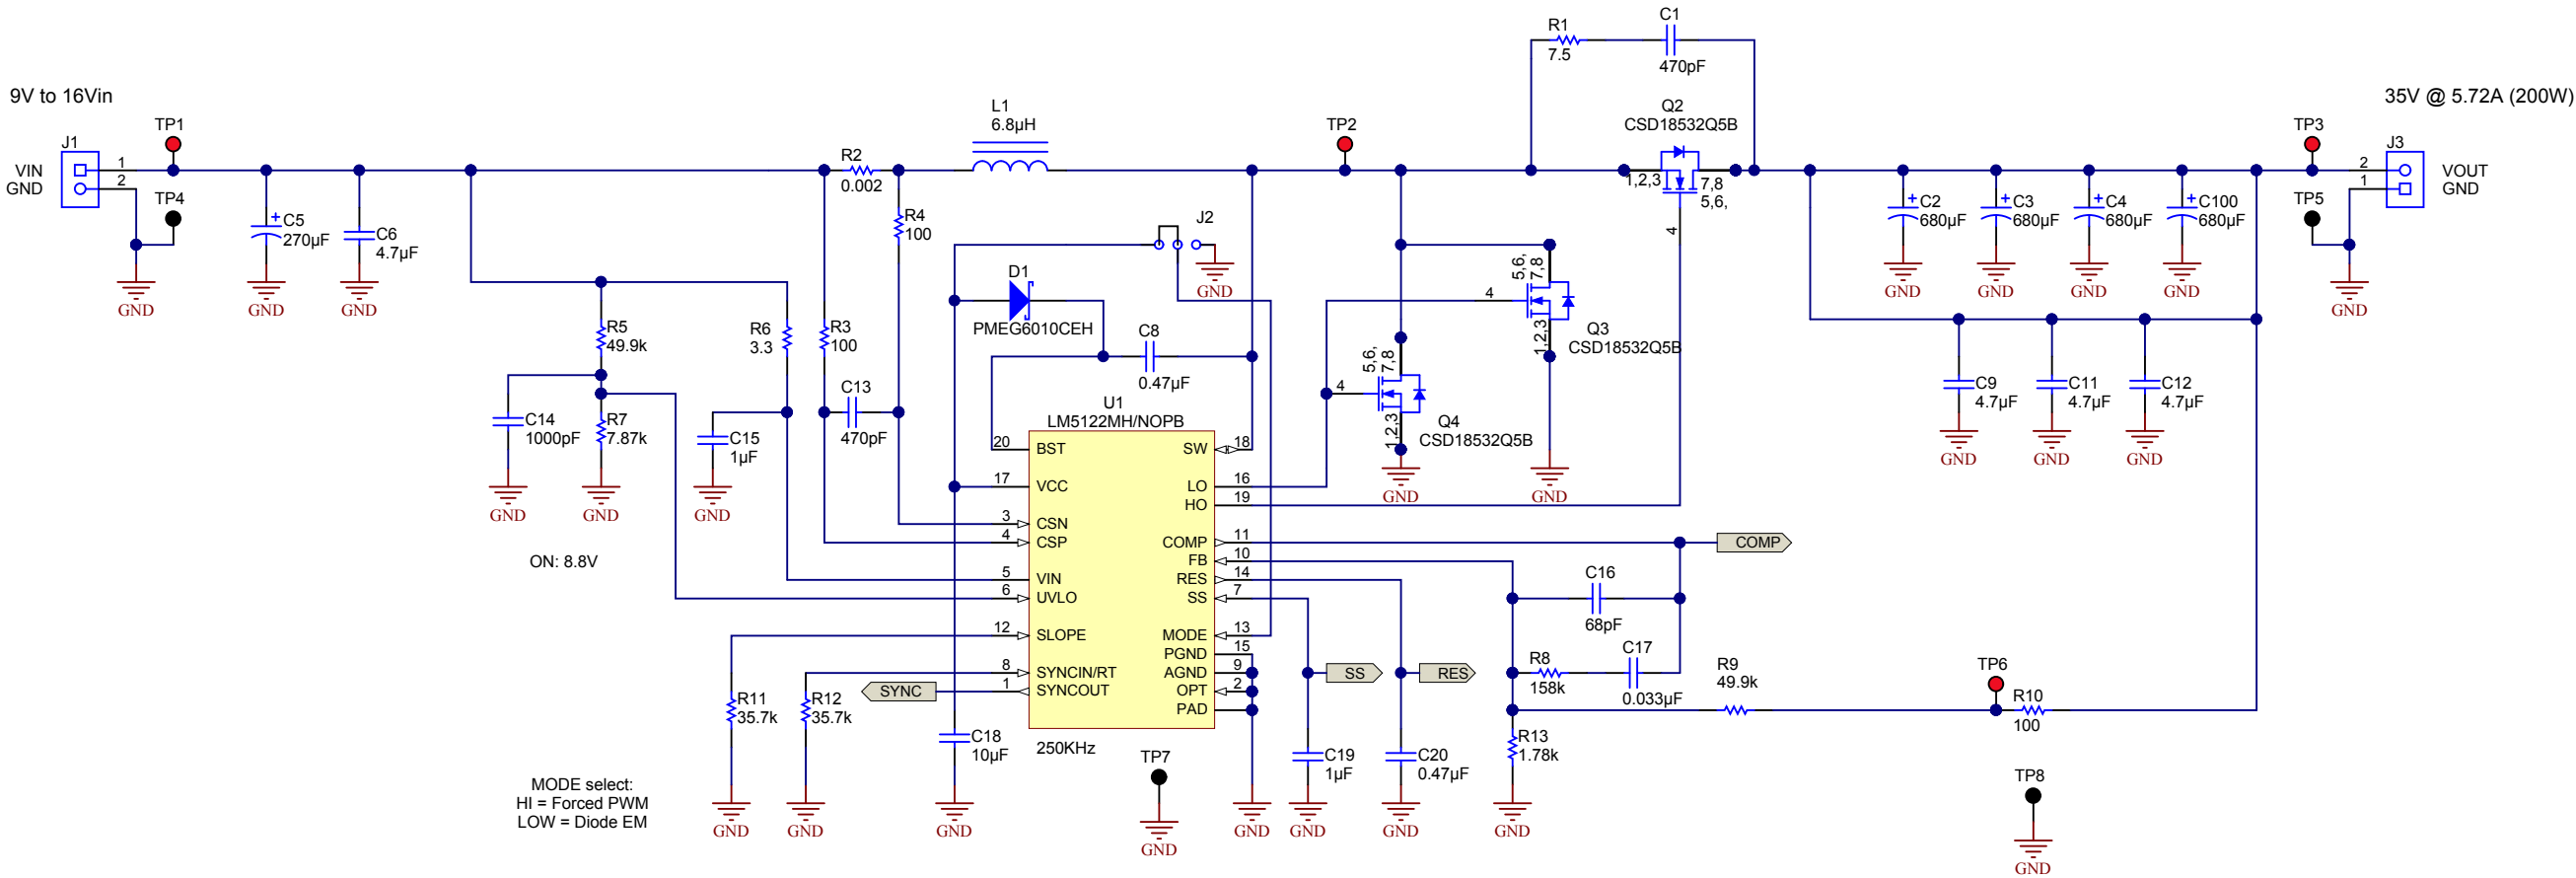 9V to 16Vin
35V @ 5.72A (200W)
J1
VIN
GND
1
2
TP1
TP4
GND
C5
270µF
GND
C6
4.7µF
GND
R2
0.002
L1
6.8µH
R4
100
TP2
R1
7.5
C1
470pF
Q2
CSD18532Q5B
1,2,3
7,8
5,6,
4
TP3
TP5
J3
2
1
VOUT
GND
GND
C2
680µF
GND
C3
680µF
GND
C4
680µF
GND
C100
680µF
GND
C9
4.7µF
GND
C11
4.7µF
GND
C12
4.7µF
GND
J2
GND
D1
PMEG6010CEH
C8
0.47µF
R5
49.9k
R6
3.3
R3
100
C13
470pF
C14
1000pF
GND
R7
7.87k
GND
C15
1µF
GND
4
5,6,
7,8
1,2,3
Q3
CSD18532Q5B
GND
4
5,6,
7,8
1,2,3
Q4
CSD18532Q5B
GND
U1
LM5122MH/NOPB
20 BST
17 VCC
3 CSN
4 CSP
5 VIN
6 UVLO
12 SLOPE
8 SYNCIN/RT
1 SYNCOUT
SW 18
LO 16
HO 19
COMP 11
FB 10
RES 14
SS 7
MODE 13
PGND 15
AGND 9
OPT 2
PAD
250KHz
ON: 8.8V
SYNC
COMP
SS
RES
R11
35.7k
GND
R12
35.7k
GND
C18
10µF
GND
TP7
GND
GND
C19
1µF
GND
C20
0.47µF
GND
C16
68pF
R8
158k
C17
0.033µF
R9
49.9k
TP6
R10
100
R13
1.78k
GND
TP8
GND
MODE select:
HI = Forced PWM
LOW = Diode EM